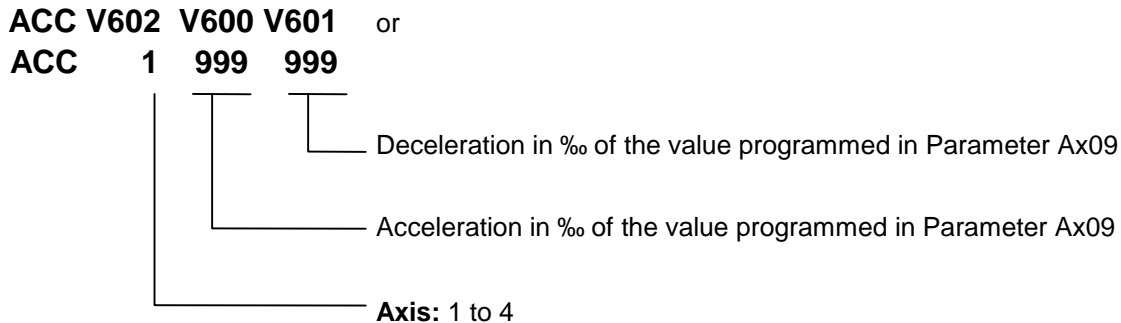 ACC V602 V600 V601 or
ACC 1 999 999
Deceleration in ‰ of the value programmed in Parameter Ax09
Acceleration in ‰ of the value programmed in Parameter Ax09
Axis: 1 to 4